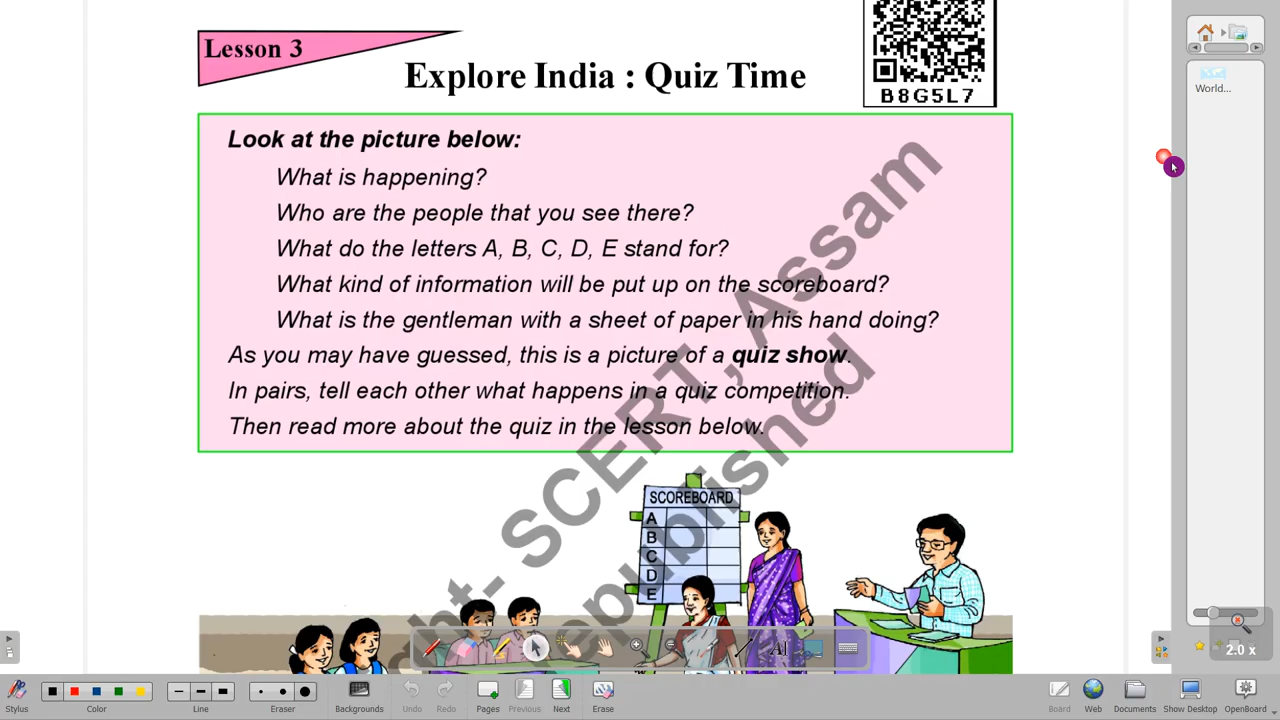 Lesson 3
Explore India : Quiz Time
B8G5L7
Look at the picture below:
What is happening?
Who are the people that you see there?
What do the letters A, B, C, D, E stand for?
What kind of information will be put up on the scoreboard?
What is the gentleman with a sheet of paper in his hand doing?
As you may have guessed, this is a picture of a quiz show.
In pairs, tell each other what happens in a quiz competition.
Then read more about the quiz in the lesson below.
SCERT, Assam
republished
SCOREBOARD
A
B
C
D
E
World...
2.0 x
Stylus
Color
Line
Eraser
Backgrounds
Undo
Redo
Pages
Previous
Next
Erase
Board
Web
Documents
Show Desktop
OpenBoard